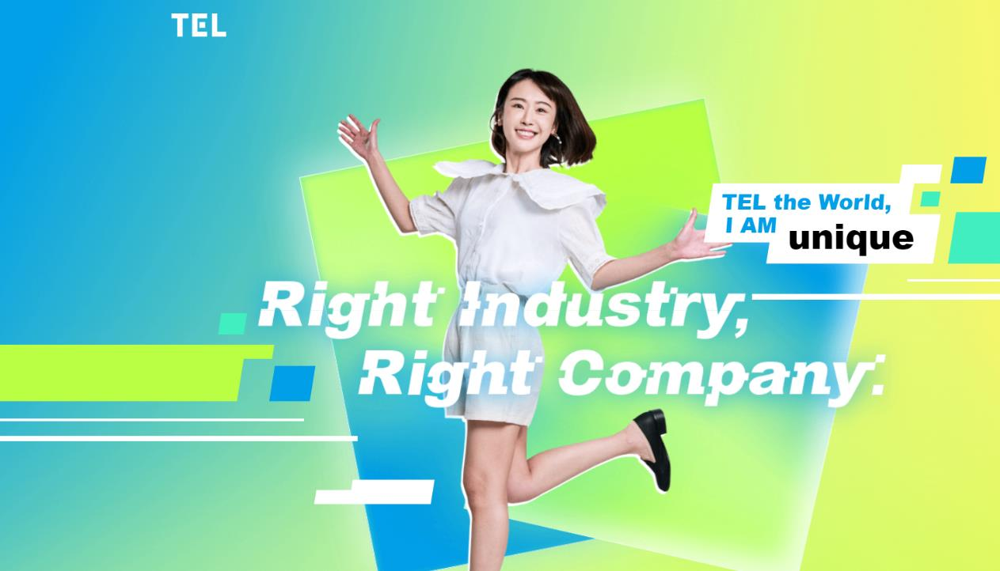 TEL
TEL the World,
I AM
unique
Right Industry,
Right Company.